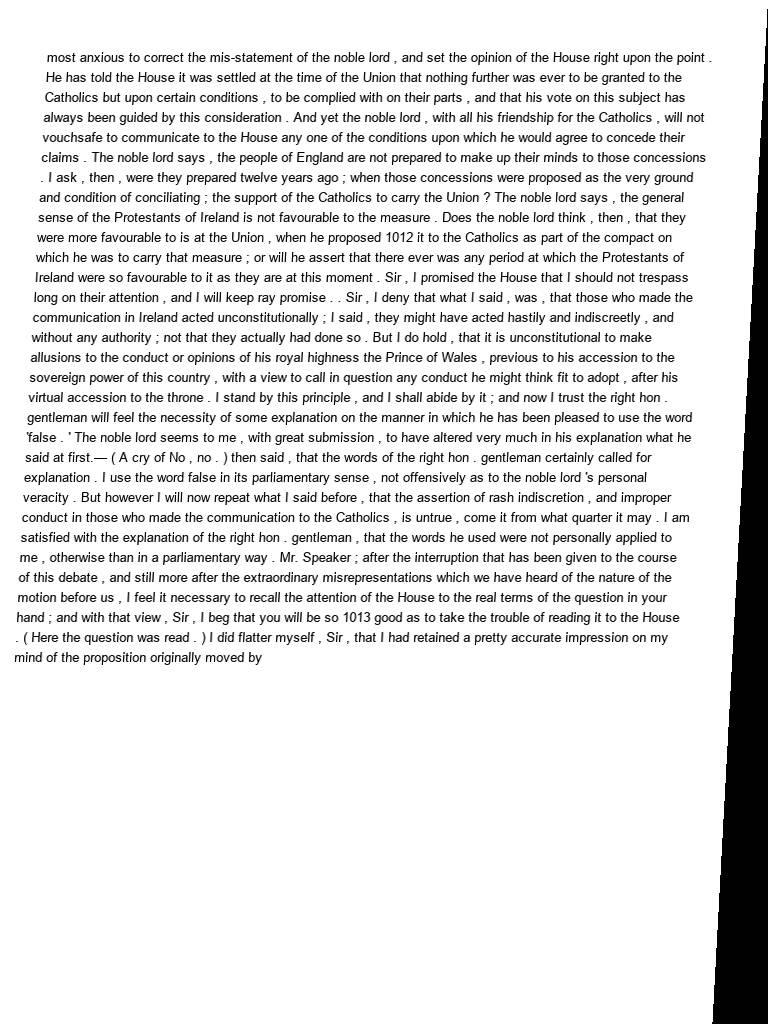 most anxious to correct the mis-statement of the noble lord , and set the opinion of the House right upon the point .
He has told the House it was settled at the time of the Union that nothing further was ever to be granted to the
Catholics but upon certain conditions , to be complied with on their parts , and that his vote on this subject has
always been guided by this consideration . And yet the noble lord , with all his friendship for the Catholics , will not
vouchsafe to communicate to the House any one of the conditions upon which he would agree to concede their
claims . The noble lord says , the people of England are not prepared to make up their minds to those concessions
. I ask , then , were they prepared twelve years ago ; when those concessions were proposed as the very ground
and condition of conciliating ; the support of the Catholics to carry the Union ? The noble lord says , the general
sense of the Protestants of Ireland is not favourable to the measure . Does the noble lord think , then , that they
were more favourable to is at the Union , when he proposed 1012 it to the Catholics as part of the compact on
which he was to carry that measure ; or will he assert that there ever was any period at which the Protestants of
Ireland were so favourable to it as they are at this moment . Sir , I promised the House that I should not trespass
long on their attention , and I will keep ray promise . . Sir , I deny that what I said , was , that those who made the
communication in Ireland acted unconstitutionally ; I said , they might have acted hastily and indiscreetly , and
without any authority ; not that they actually had done so . But I do hold , that it is unconstitutional to make
allusions to the conduct or opinions of his royal highness the Prince of Wales , previous to his accession to the
sovereign power of this country , with a view to call in question any conduct he might think fit to adopt , after his
virtual accession to the throne . I stand by this principle , and I shall abide by it ; and now I trust the right hon .
gentleman will feel the necessity of some explanation on the manner in which he has been pleased to use the word
'false . ' The noble lord seems to me , with great submission , to have altered very much in his explanation what he
said at first.— ( A cry of No , no . ) then said , that the words of the right hon . gentleman certainly called for
explanation . I use the word false in its parliamentary sense , not offensively as to the noble lord 's personal
veracity . But however I will now repeat what I said before , that the assertion of rash indiscretion , and improper
conduct in those who made the communication to the Catholics , is untrue , come it from what quarter it may . I am
satisfied with the explanation of the right hon . gentleman , that the words he used were not personally applied to
me , otherwise than in a parliamentary way . Mr. Speaker ; after the interruption that has been given to the course
of this debate , and still more after the extraordinary misrepresentations which we have heard of the nature of the
motion before us , I feel it necessary to recall the attention of the House to the real terms of the question in your
hand ; and with that view , Sir , I beg that you will be so 1013 good as to take the trouble of reading it to the House
. ( Here the question was read . ) I did flatter myself , Sir , that I had retained a pretty accurate impression on my
mind of the proposition originally moved by